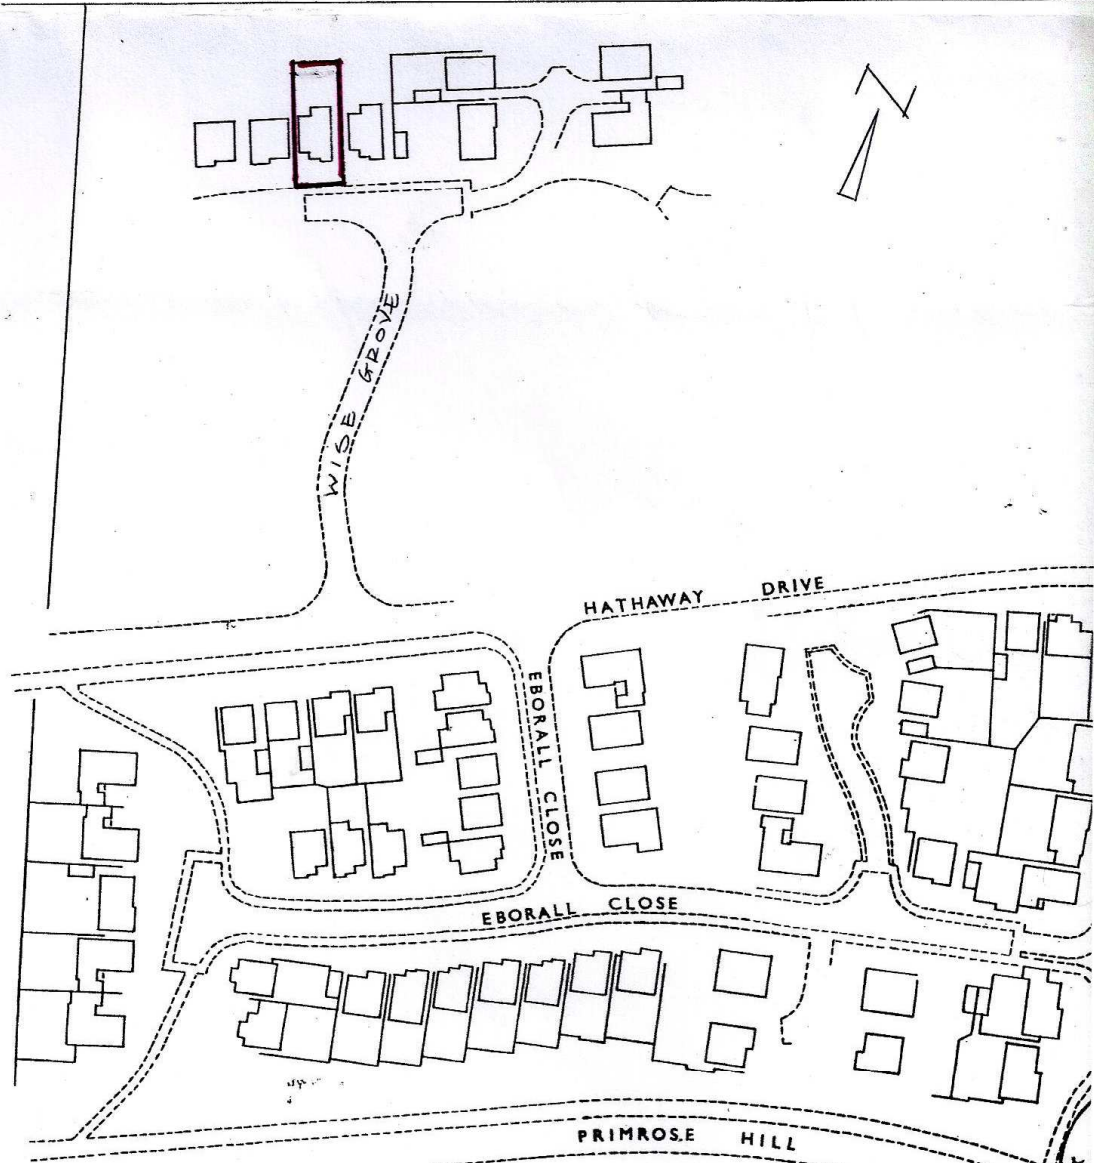 N
WISE GROVE
HATHAWAY DRIVE
EBORALL CLOSE
EBORALL CLOSE
PRIMROSE HILL